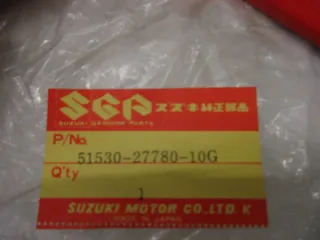 SGP スズキ純正部品
SUZUKI GENUINE PARTS
P/No. 51530-27780-10G
Q'ty 1
SUZUKI MOTOR CO.,LTD. K
MADE IN JAPAN